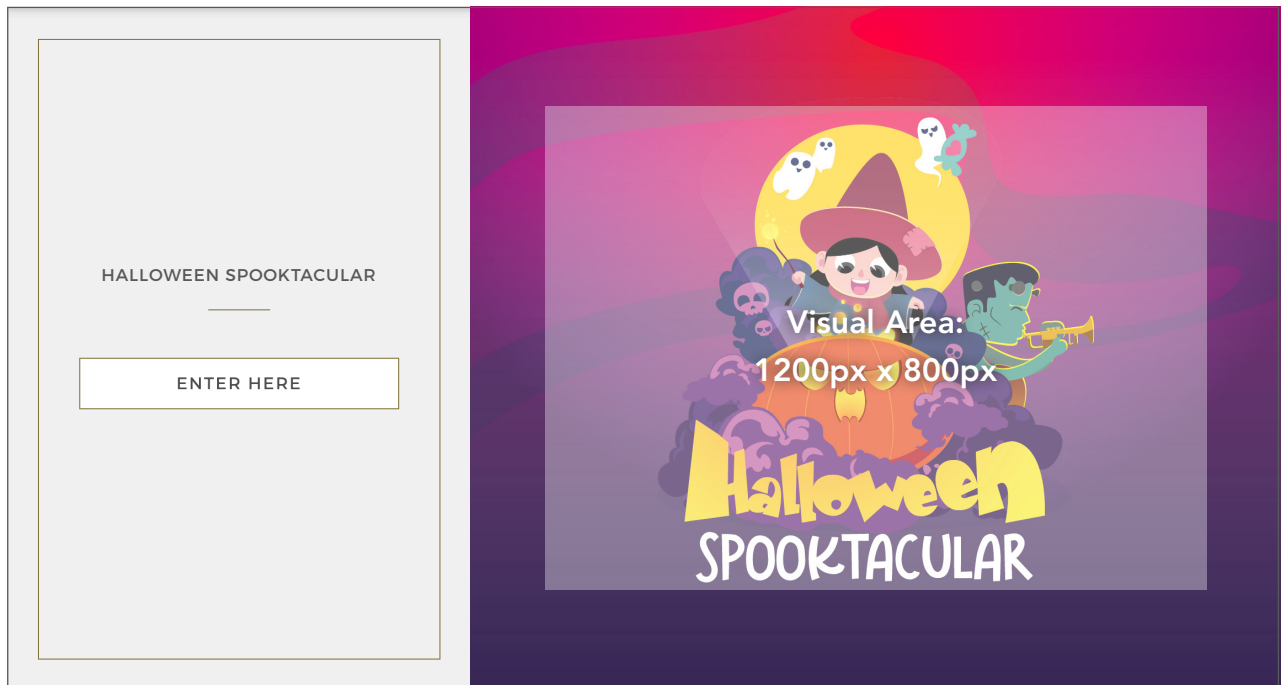 HALLOWEEN SPOOKTACULAR
ENTER HERE
Visual Area:
1200px x 800px
Halloween
SPOOKTACULAR